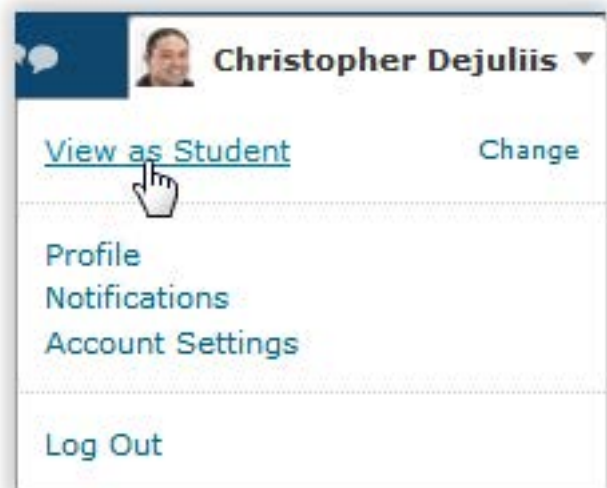 Christopher Dejuliis
View as Student Change
Profile
Notifications
Account Settings
Log Out